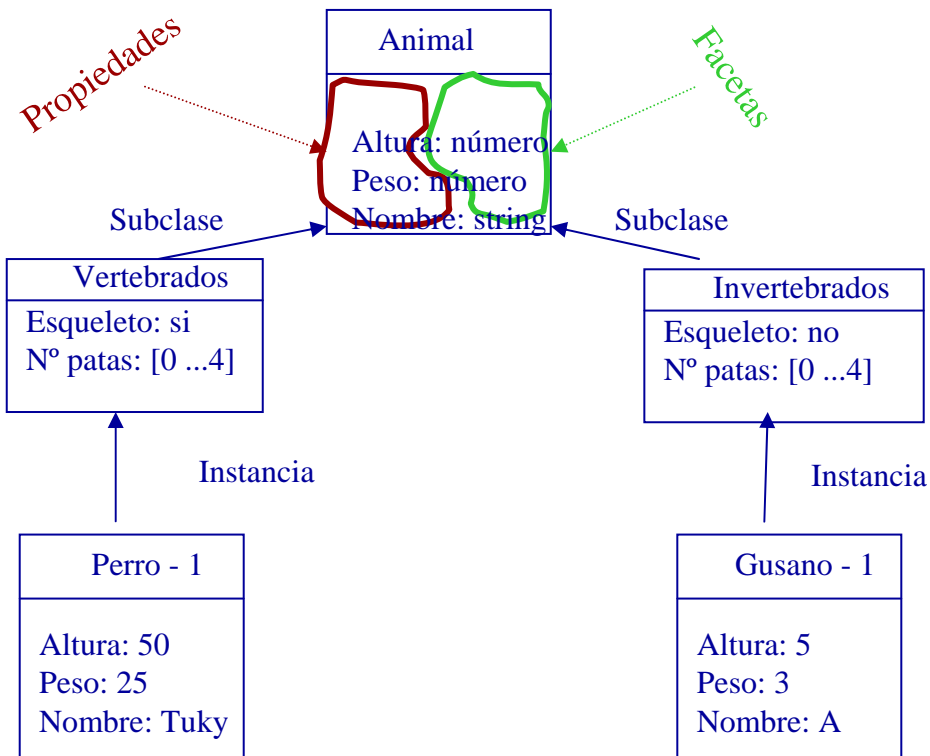 Animal
Propiedades
Facetas
Altura: número
Peso: número
Nombre: string
Subclase
Subclase
Vertebrados
Esqueleto: si
Nº patas: [0 ...4]
Invertebrados
Esqueleto: no
Nº patas: [0 ...4]
Instancia
Instancia
Perro - 1
Altura: 50
Peso: 25
Nombre: Tuky
Gusano - 1
Altura: 5
Peso: 3
Nombre: A